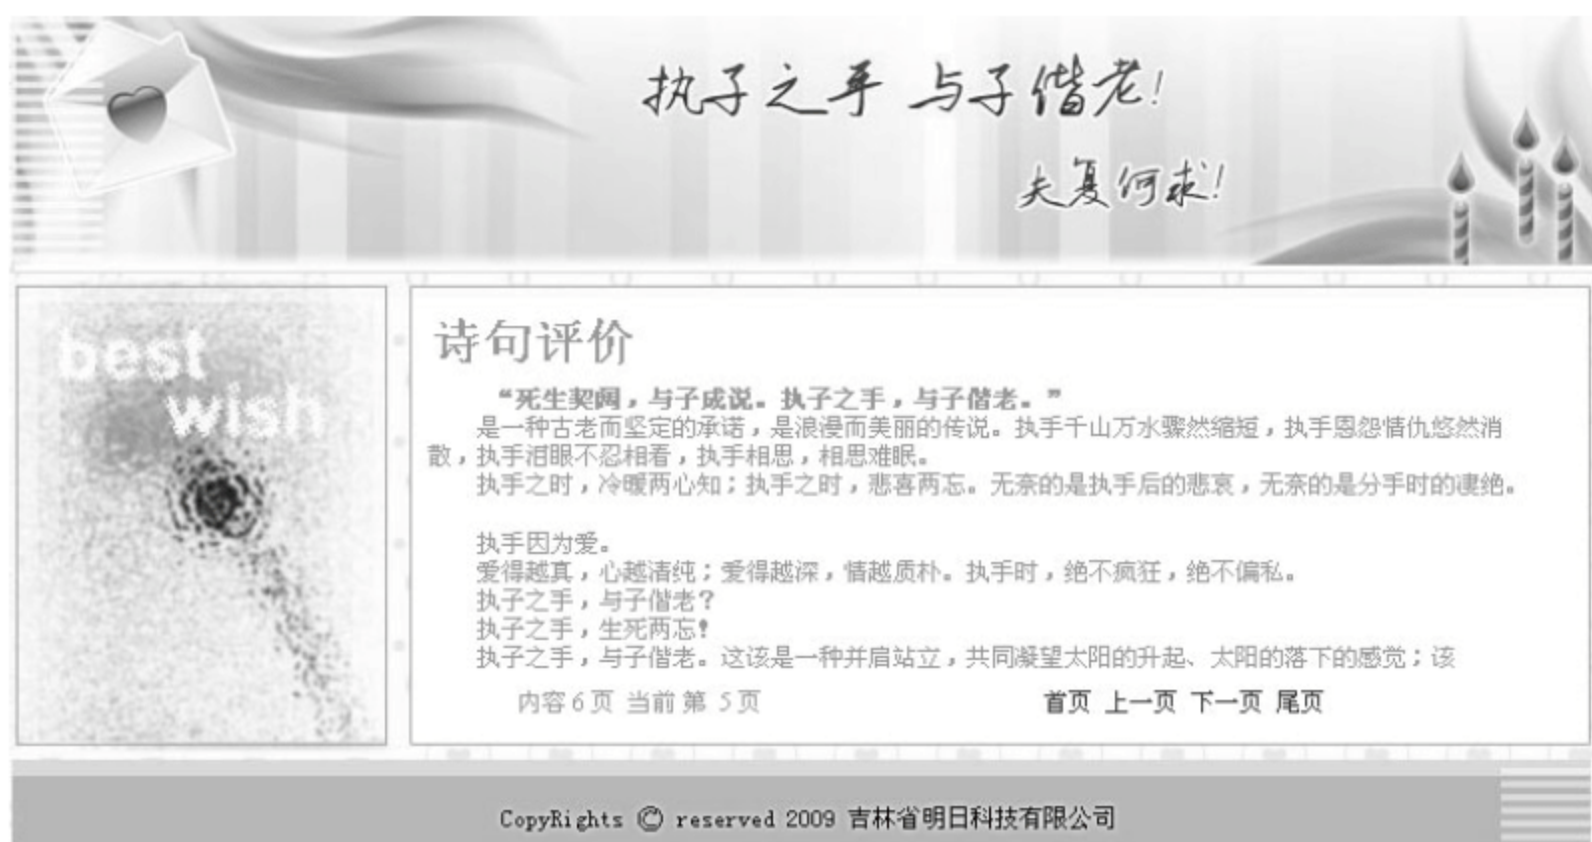 执子之手 与子偕老!
夫复何求!
best
wish
诗句评价
“死生契阔，与子成说。执子之手，与子偕老。”
是一种古老而坚定的承诺，是浪漫而美丽的传说。执手千山万水骤然缩短，执手恩怨情仇悠然消
散，执手泪眼不忍相看，执手相思，相思难眠。
执手之时，冷暖两心知；执手之时，悲喜两忘。无奈的是执手后的悲哀，无奈的是分手时的凄绝。
执手因为爱。
爱得越真，心越清纯；爱得越深，情越质朴。执手时，绝不疯狂，绝不偏私。
执子之手，与子偕老？
执子之手，生死两忘！
执子之手，与子偕老。这该是一种并肩站立，共同凝望太阳的升起、太阳的落下的感觉；该
内容6页 当前 第 5页 首页 上一页 下一页 尾页
CopyRights © reserved 2009 吉林省明日科技有限公司